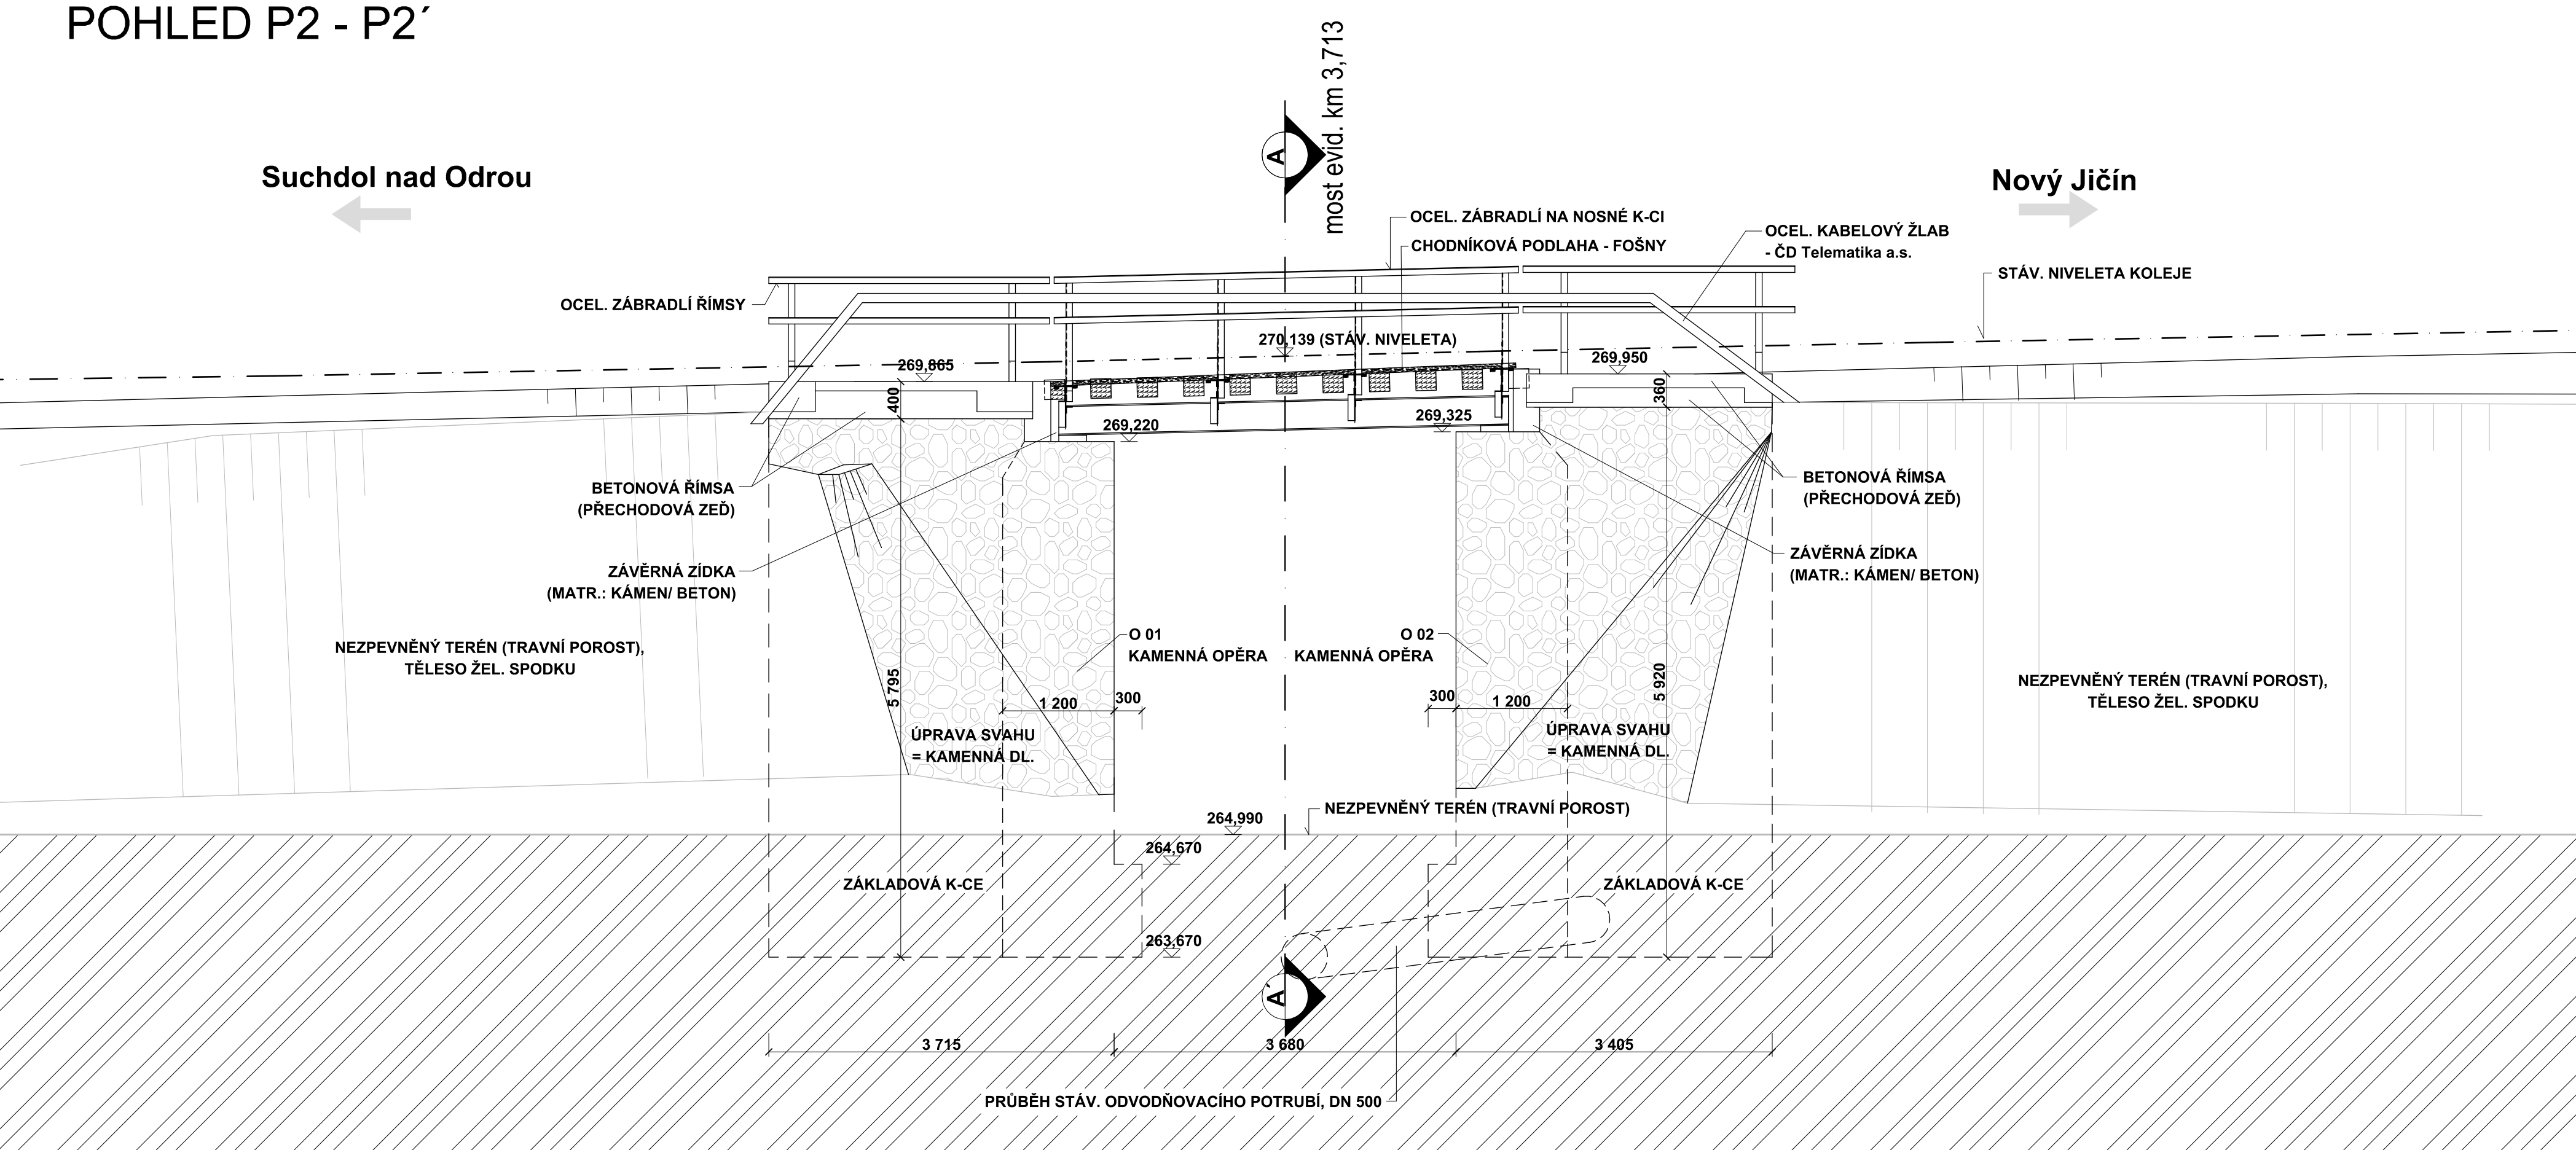 POHLED P2 - P2´
most evid. km 3,713
A
Suchdol nad Odrou
Nový Jičín
OCEL. ZÁBRADLÍ NA NOSNÉ K-CI
CHODNÍKOVÁ PODLAHA - FOŠNY
OCEL. KABELOVÝ ŽLAB
- ČD Telematika a.s.
STÁV. NIVELETA KOLEJE
OCEL. ZÁBRADLÍ ŘÍMSY
270,139 (STÁV. NIVELETA)
269,865
269,950
400
360
269,220
269,325
BETONOVÁ ŘÍMSA
(PŘECHODOVÁ ZEĎ)
BETONOVÁ ŘÍMSA
(PŘECHODOVÁ ZEĎ)
ZÁVĚRNÁ ZÍDKA
(MATR.: KÁMEN/ BETON)
ZÁVĚRNÁ ZÍDKA
(MATR.: KÁMEN/ BETON)
NEZPEVNĚNÝ TERÉN (TRAVNÍ POROST),
TĚLESO ŽEL. SPODKU
O 01
KAMENNÁ OPĚRA
O 02
KAMENNÁ OPĚRA
NEZPEVNĚNÝ TERÉN (TRAVNÍ POROST),
TĚLESO ŽEL. SPODKU
5 795
1 200
300
300
1 200
5 920
ÚPRAVA SVAHU
= KAMENNÁ DL.
ÚPRAVA SVAHU
= KAMENNÁ DL.
NEZPEVNĚNÝ TERÉN (TRAVNÍ POROST)
264,990
264,670
ZÁKLADOVÁ K-CE
ZÁKLADOVÁ K-CE
263,670
A´
3 715
3 680
3 405
PRŮBĚH STÁV. ODVODŇOVACÍHO POTRUBÍ, DN 500